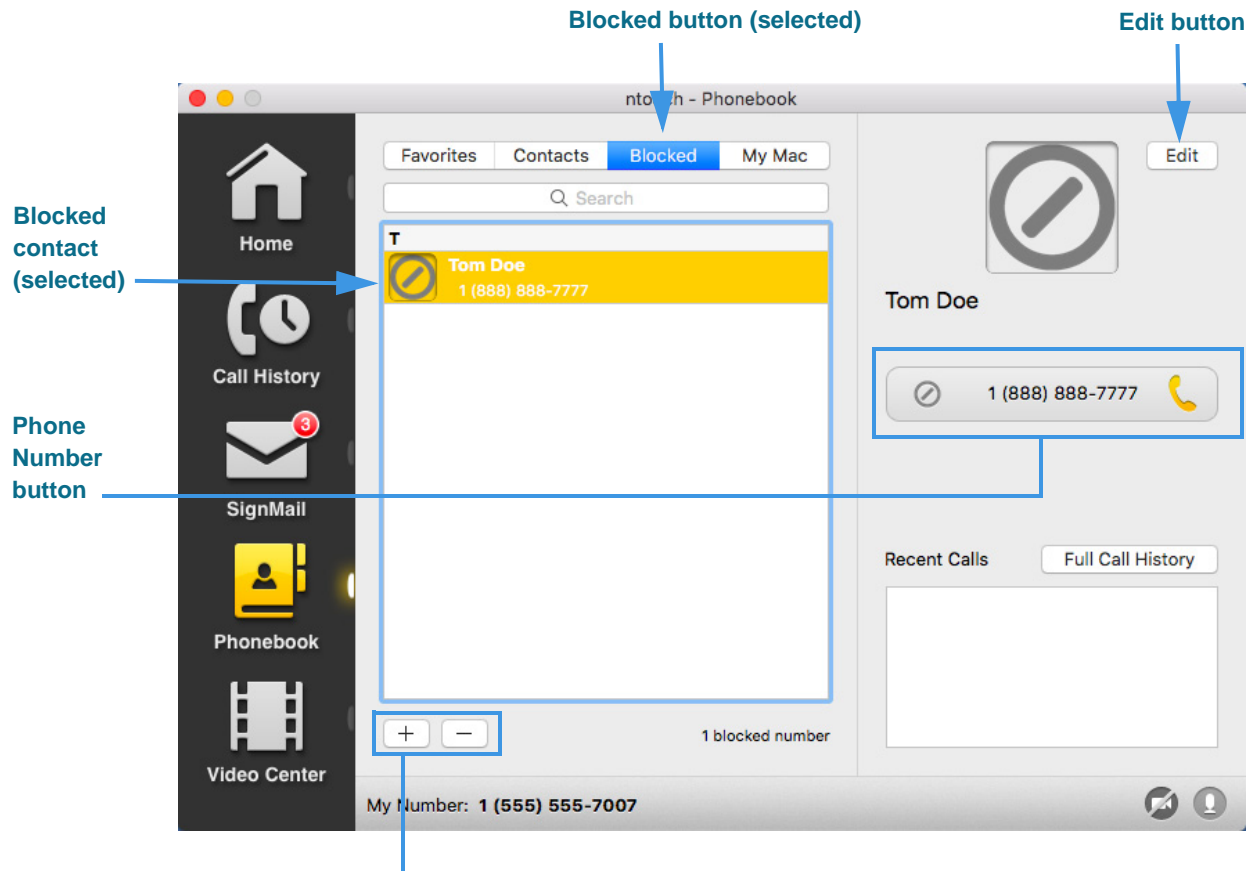 Blocked button (selected)
Edit button
ntouch - Phonebook
Favorites
Contacts
Blocked
My Mac
Edit
Search
Blocked
contact
(selected)
Home
T
Tom Doe
1 (888) 888-7777
Tom Doe
Call History
1 (888) 888-7777
Phone
Number
button
3
SignMail
Recent Calls
Full Call History
Phonebook
1 blocked number
Video Center
My Number: 1 (555) 555-7007